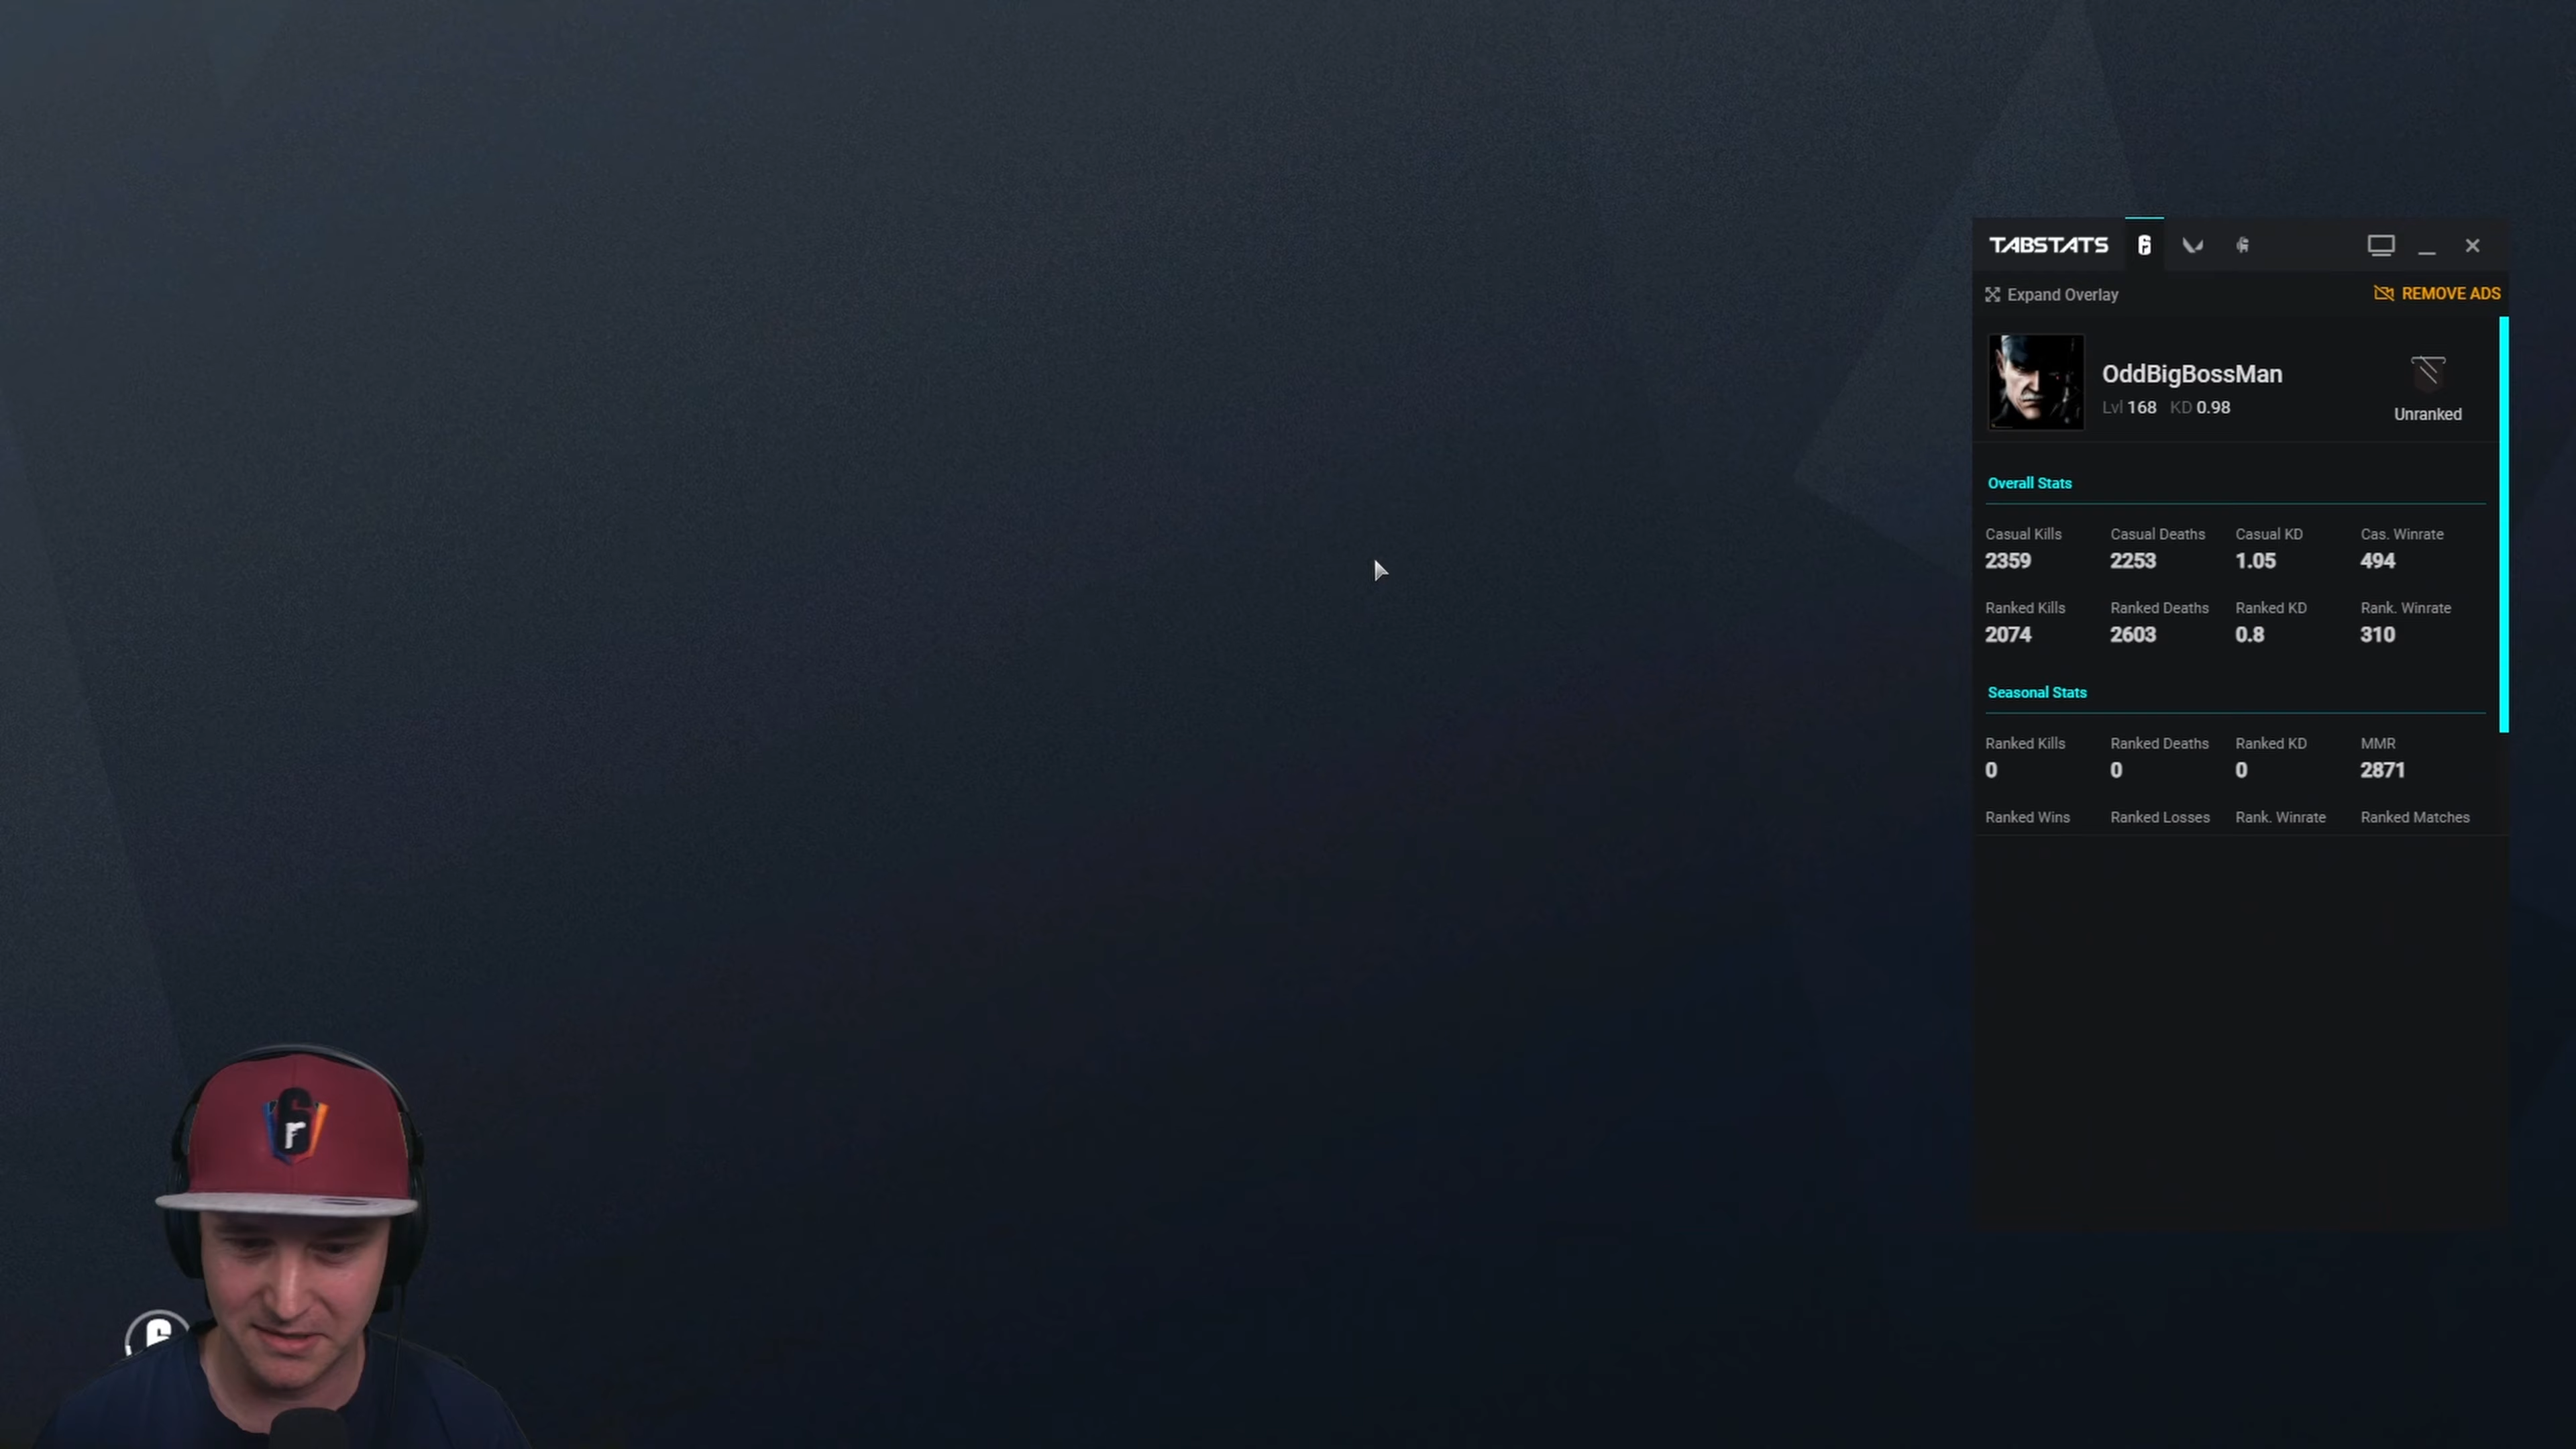 TABSTATS
Expand Overlay
REMOVE ADS
OddBigBossMan
Lvl 168 KD 0.98
Unranked
Overall Stats
Casual Kills Casual Deaths Casual KD Cas. Winrate
2359 2253 1.05 494
Ranked Kills Ranked Deaths Ranked KD Rank. Winrate
2074 2603 0.8 310
Seasonal Stats
Ranked Kills Ranked Deaths Ranked KD MMR
0 0 0 2871
Ranked Wins Ranked Losses Rank. Winrate Ranked Matches